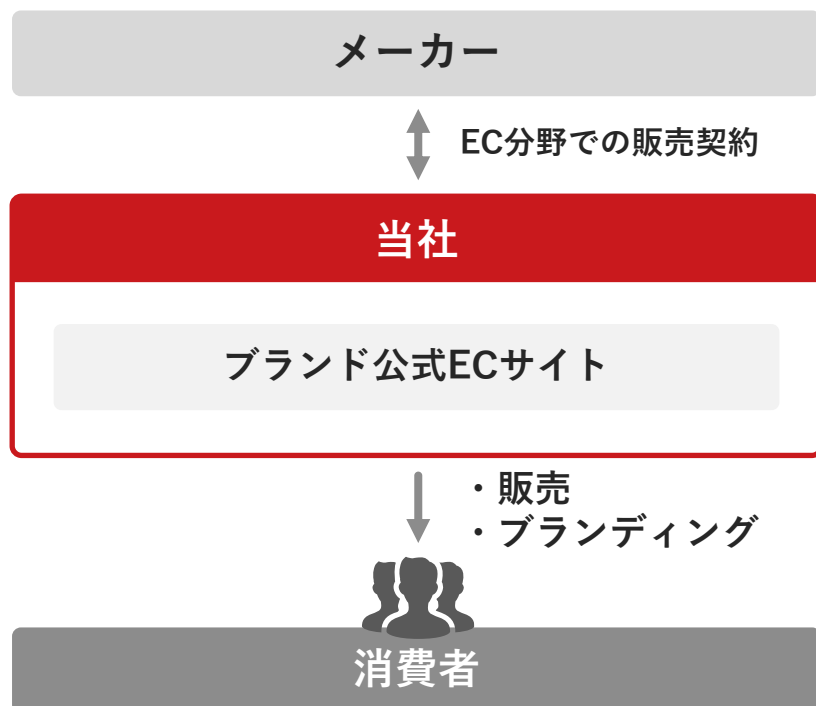 メーカー
EC分野での販売契約
当社
ブランド公式ECサイト
・販売
・ブランディング
消費者